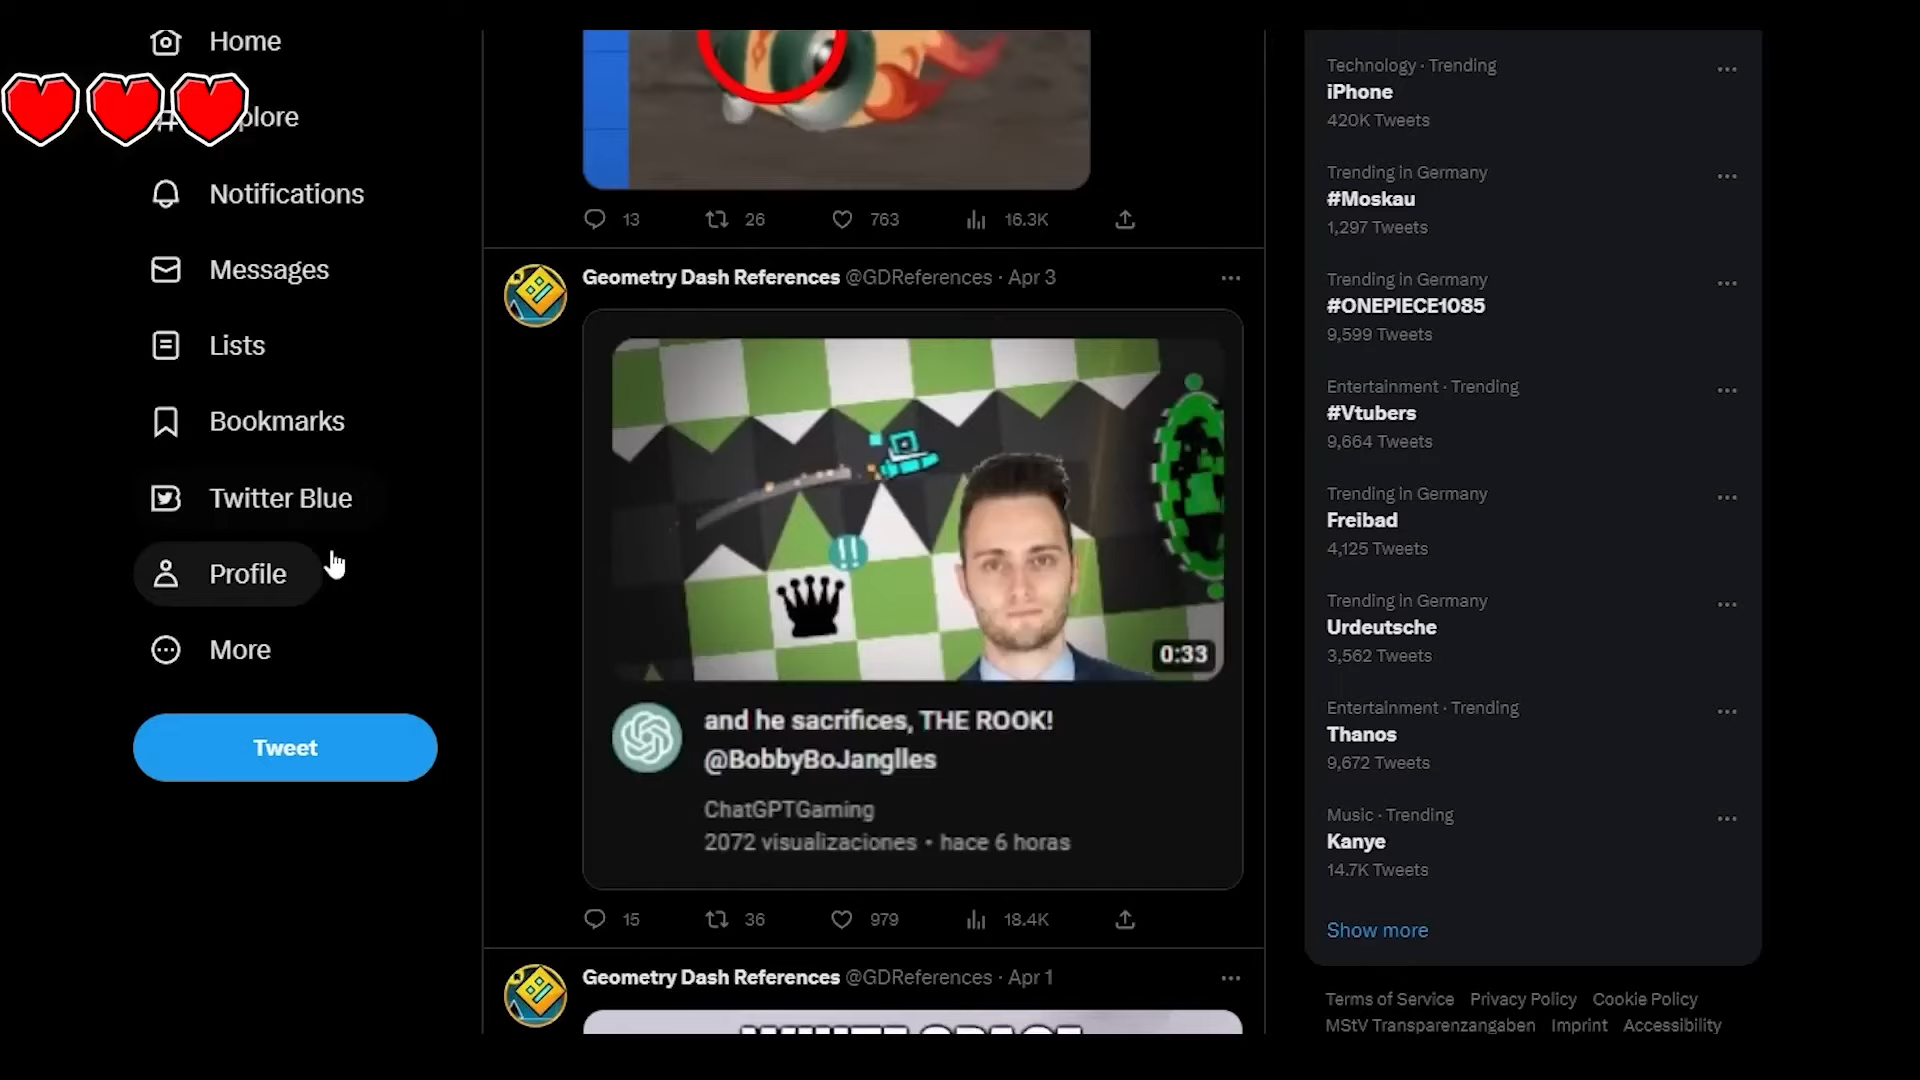 Home
plore
Notifications
Messages
Lists
Bookmarks
Twitter Blue
Profile
More
Tweet
13 26 763 16.3K
Geometry Dash References @GDReferences · Apr 3
!!
0:33
and he sacrifices, THE ROOK!
@BobbyBoJanglles
ChatGPTGaming
2072 visualizaciones • hace 6 horas
15 36 979 18.4K
Geometry Dash References @GDReferences · Apr 1
Technology · Trending
iPhone
420K Tweets
Trending in Germany
#Moskau
1,297 Tweets
Trending in Germany
#ONEPIECE1085
9,599 Tweets
Entertainment · Trending
#Vtubers
9,664 Tweets
Trending in Germany
Freibad
4,125 Tweets
Trending in Germany
Urdeutsche
3,562 Tweets
Entertainment · Trending
Thanos
9,672 Tweets
Music · Trending
Kanye
14.7K Tweets
Show more
Terms of Service Privacy Policy Cookie Policy
MStV Transparenzangaben Imprint Accessibility